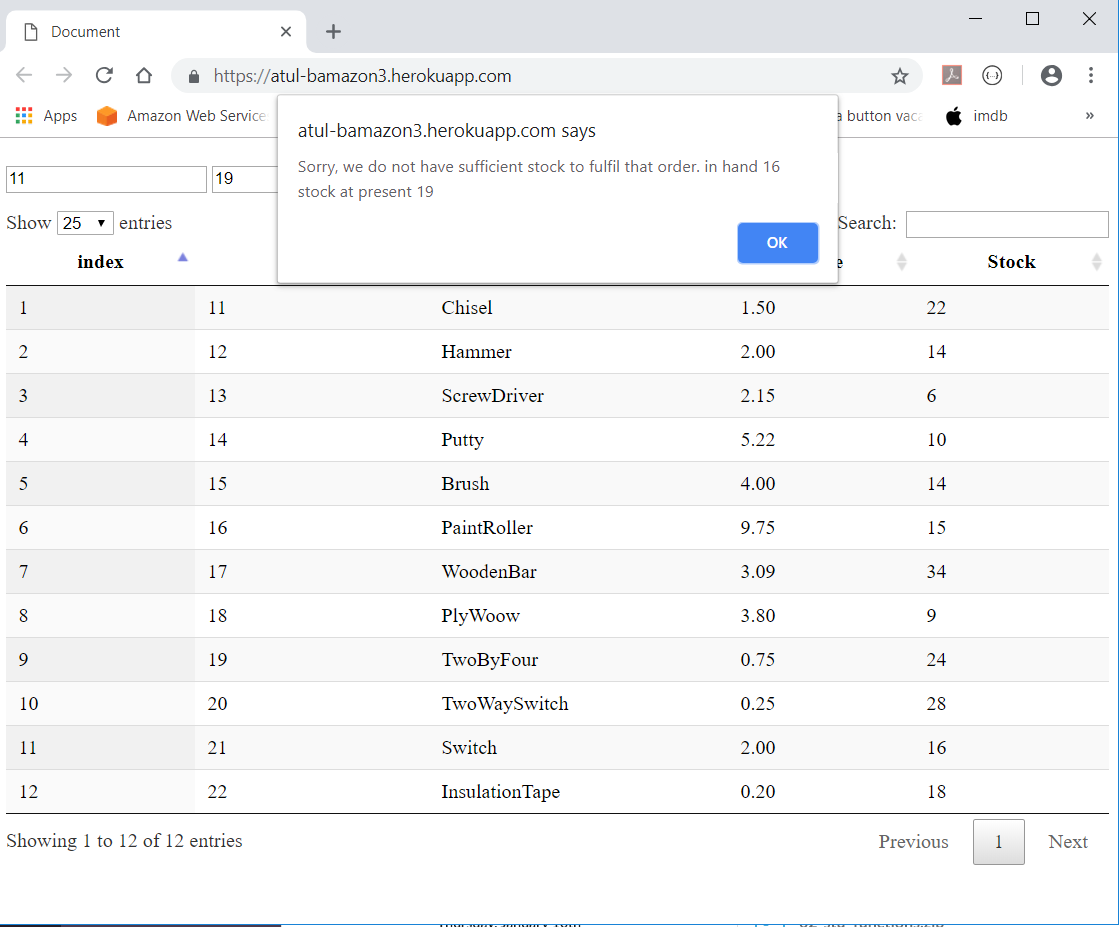 Document
https://atul-bamazon3.herokuapp.com
Apps
Amazon Web Service
a button vaca
imdb
»
atul-bamazon3.herokuapp.com says
Sorry, we do not have sufficient stock to fulfil that order. in hand 16
stock at present 19
OK
11 19
Show 25 entries
Search:
index e Stock
1 11 Chisel 1.50 22
2 12 Hammer 2.00 14
3 13 ScrewDriver 2.15 6
4 14 Putty 5.22 10
5 15 Brush 4.00 14
6 16 PaintRoller 9.75 15
7 17 WoodenBar 3.09 34
8 18 PlyWoow 3.80 9
9 19 TwoByFour 0.75 24
10 20 TwoWaySwitch 0.25 28
11 21 Switch 2.00 16
12 22 InsulationTape 0.20 18
Showing 1 to 12 of 12 entries
Previous 1 Next